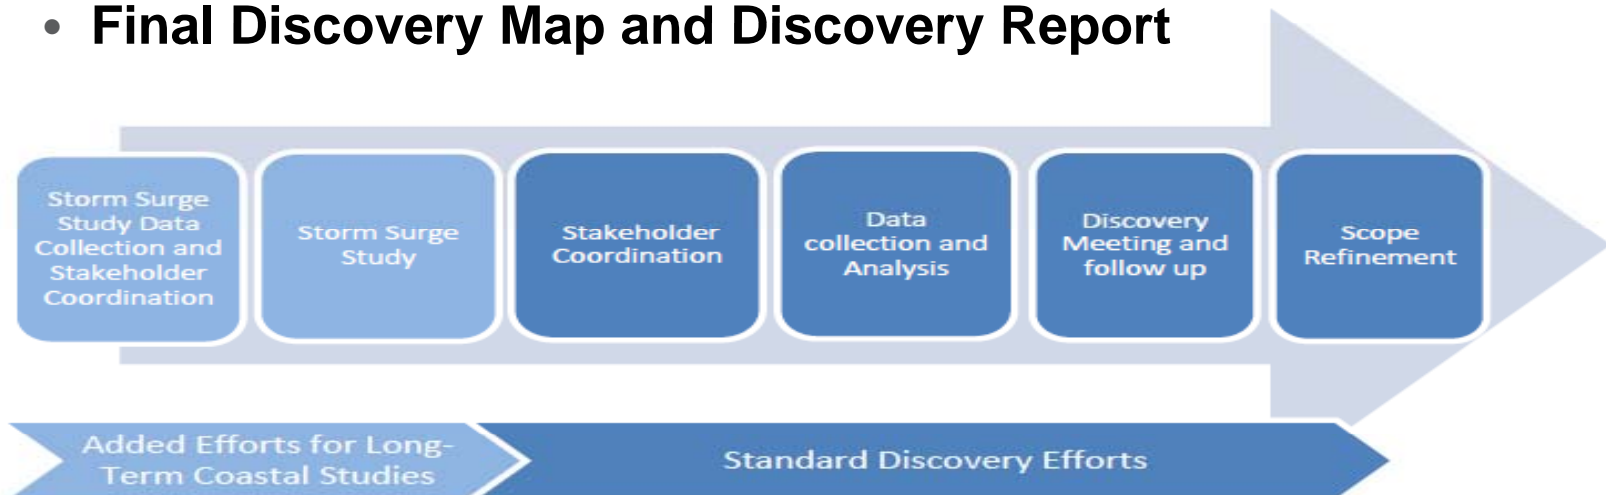 • Final Discovery Map and Discovery Report
Storm Surge
Study Data
Collection and
Stakeholder
Coordination
Storm Surge
Study
Stakeholder
Coordination
Data
collection and
Analysis
Discovery
Meeting and
follow up
Scope
Refinement
Added Efforts for Long-
Term Coastal Studies
Standard Discovery Efforts